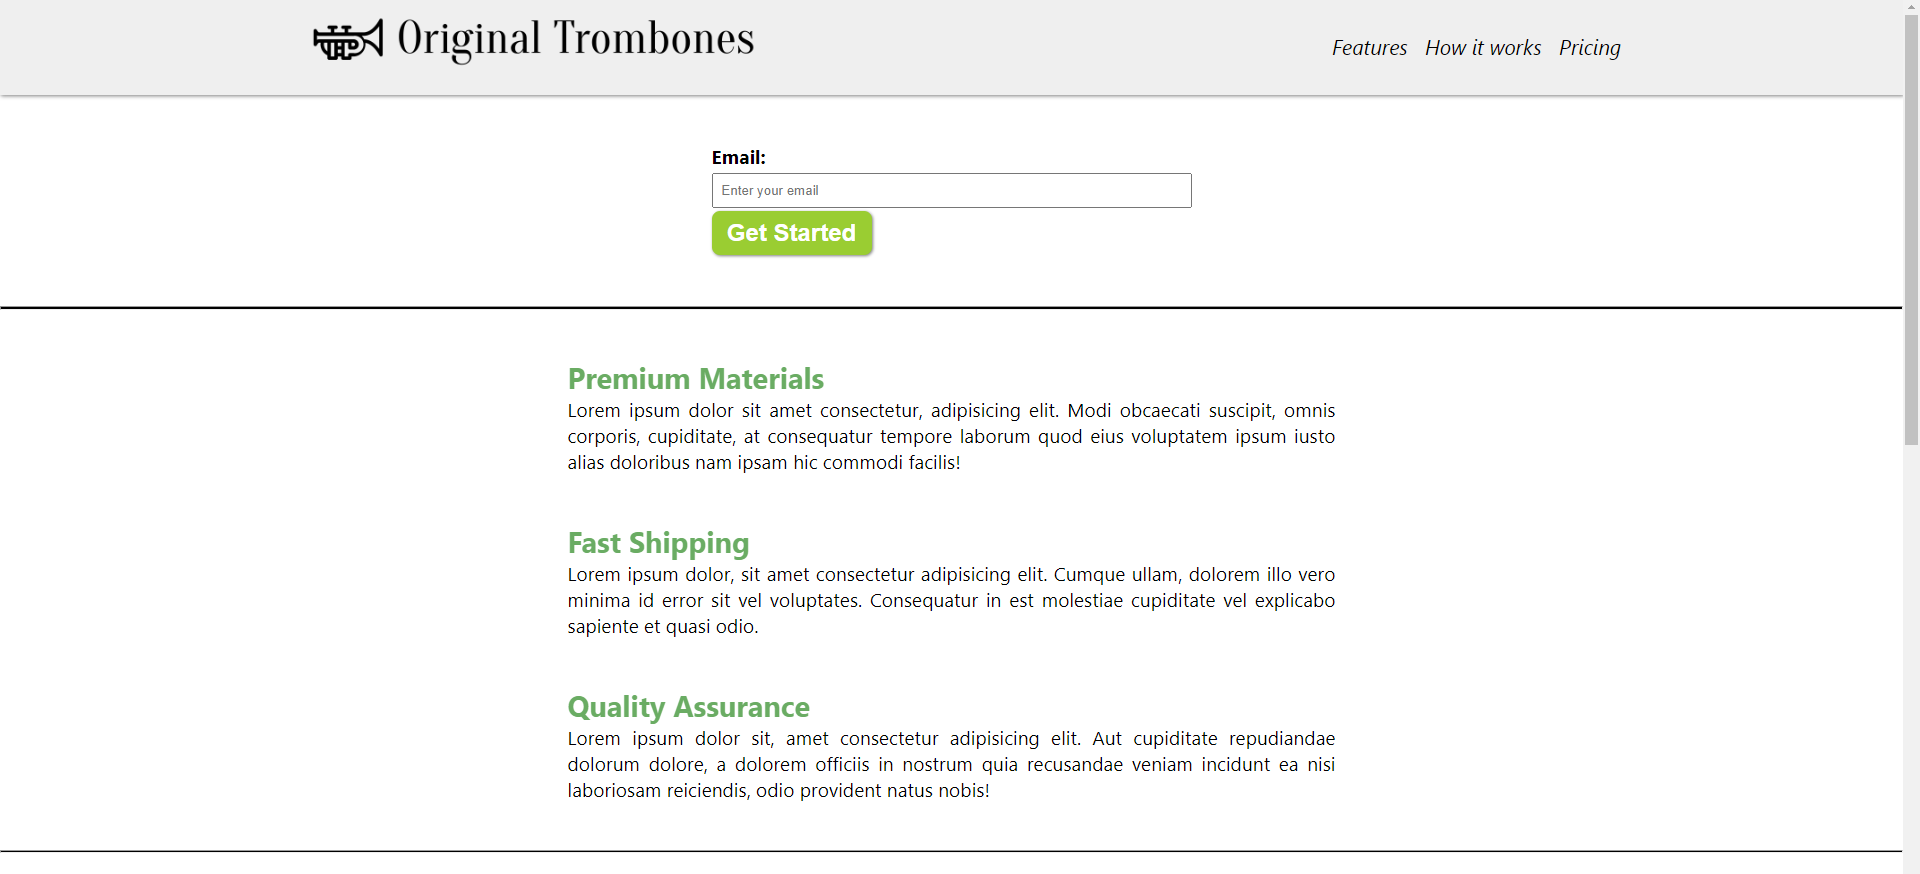 Original Trombones
Features How it works Pricing
Email:
Enter your email
Get Started
Premium Materials
Lorem ipsum dolor sit amet consectetur, adipisicing elit. Modi obcaecati suscipit, omnis
corporis, cupiditate, at consequatur tempore laborum quod eius voluptatem ipsum iusto
alias doloribus nam ipsam hic commodi facilis!
Fast Shipping
Lorem ipsum dolor, sit amet consectetur adipisicing elit. Cumque ullam, dolorem illo vero
minima id error sit vel voluptates. Consequatur in est molestiae cupiditate vel explicabo
sapiente et quasi odio.
Quality Assurance
Lorem ipsum dolor sit, amet consectetur adipisicing elit. Aut cupiditate repudiandae
dolorum dolore, a dolorem officiis in nostrum quia recusandae veniam incidunt ea nisi
laboriosam reiciendis, odio provident natus nobis!